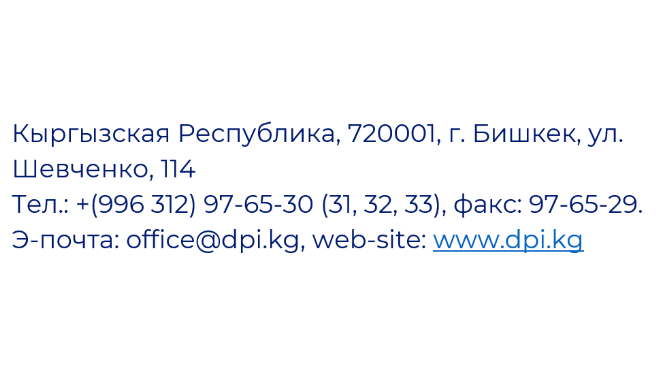 Кыргызская Республика, 720001, г. Бишкек, ул.
Шевченко, 114
Тел.: +(996 312) 97-65-30 (31, 32, 33), факс: 97-65-29.
Э-почта: office@dpi.kg, web-site: www.dpi.kg